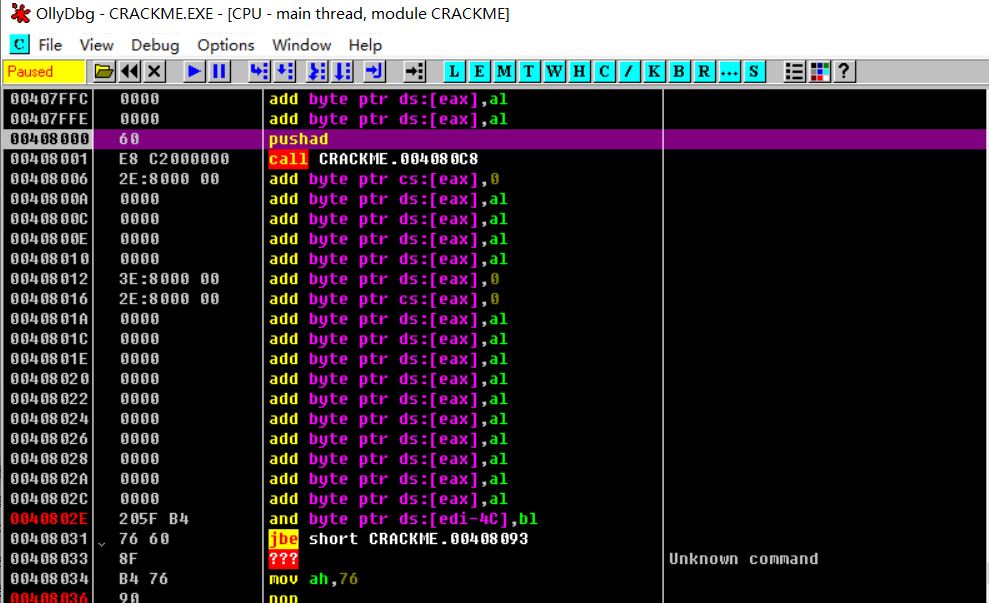 OllyDbg - CRACKME.EXE - [CPU - main thread, module CRACKME]
C File View Debug Options Window Help
Paused L E M T W H C / K B R ... S ?
00407FFC 0000 add byte ptr ds:[eax],al
00407FFE 0000 add byte ptr ds:[eax],al
00408000 60 pushad
00408001 E8 C2000000 call CRACKME.004080C8
00408006 2E:8000 00 add byte ptr cs:[eax],0
0040800A 0000 add byte ptr ds:[eax],al
0040800C 0000 add byte ptr ds:[eax],al
0040800E 0000 add byte ptr ds:[eax],al
00408010 0000 add byte ptr ds:[eax],al
00408012 3E:8000 00 add byte ptr ds:[eax],0
00408016 2E:8000 00 add byte ptr cs:[eax],0
0040801A 0000 add byte ptr ds:[eax],al
0040801C 0000 add byte ptr ds:[eax],al
0040801E 0000 add byte ptr ds:[eax],al
00408020 0000 add byte ptr ds:[eax],al
00408022 0000 add byte ptr ds:[eax],al
00408024 0000 add byte ptr ds:[eax],al
00408026 0000 add byte ptr ds:[eax],al
00408028 0000 add byte ptr ds:[eax],al
0040802A 0000 add byte ptr ds:[eax],al
0040802C 0000 add byte ptr ds:[eax],al
0040802E 205F B4 and byte ptr ds:[edi-4C],bl
00408031 76 60 jbe short CRACKME.00408093
00408033 8F ??? Unknown command
00408034 B4 76 mov ah,76
00408036 90 nop